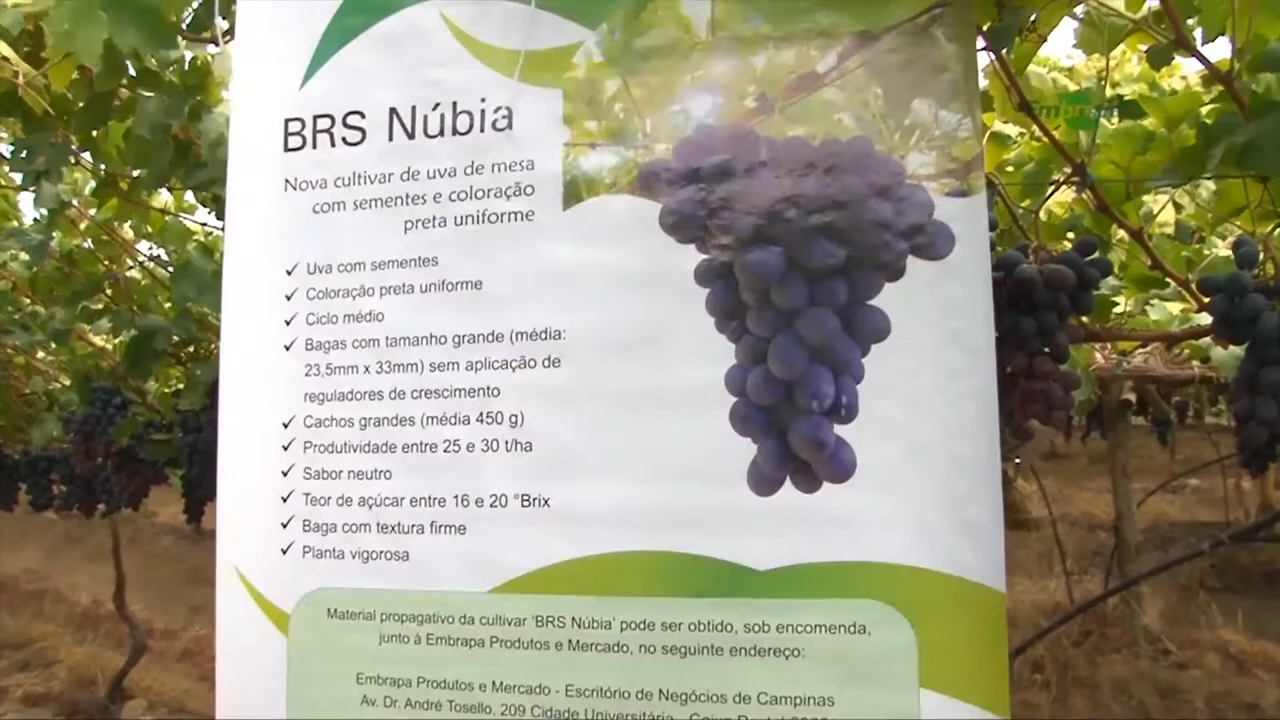 BRS Núbia
Nova cultivar de uva de mesa
com sementes e coloração
preta uniforme
✓ Uva com sementes
✓ Coloração preta uniforme
✓ Ciclo médio
✓ Bagas com tamanho grande (média:
23,5mm x 33mm) sem aplicação de
reguladores de crescimento
✓ Cachos grandes (média 450 g)
✓ Produtividade entre 25 e 30 t/ha
✓ Sabor neutro
✓ Teor de açúcar entre 16 e 20 °Brix
✓ Baga com textura firme
✓ Planta vigorosa
Material propagativo da cultivar 'BRS Núbia' pode ser obtido, sob encomenda,
junto à Embrapa Produtos e Mercado, no seguinte endereço:
Embrapa Produtos e Mercado - Escritório de Negócios de Campinas
Av. Dr. André Tosello, 209 Cidade Universitária - Caixa Postal